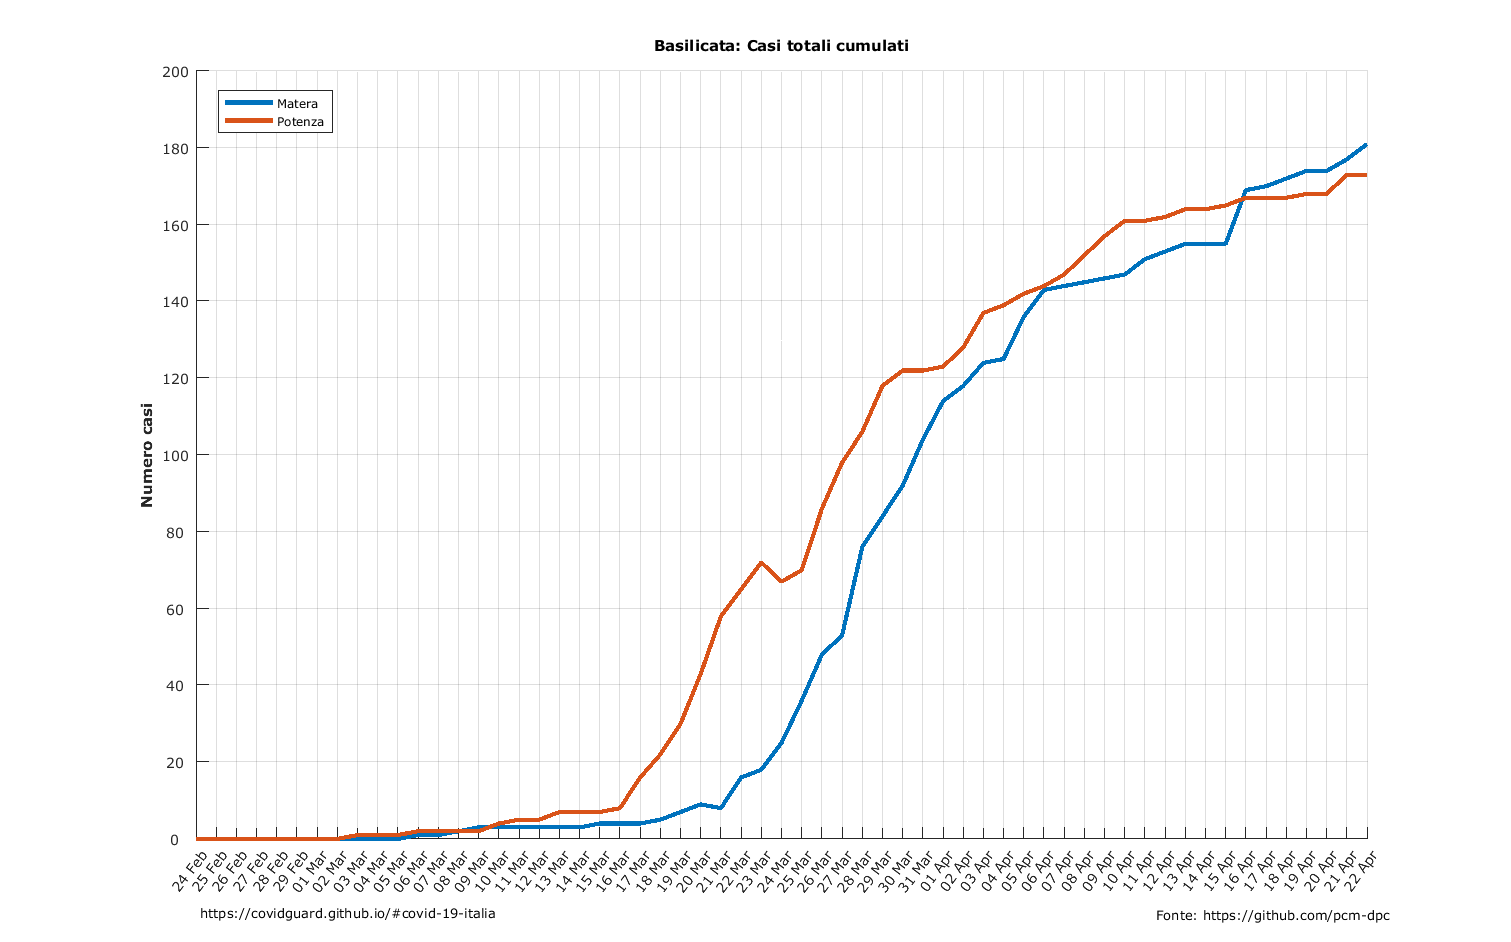 Basilicata: Casi totali cumulati
200
180
160
140
120
100
80
60
40
20
0
Numero casi
Matera
Potenza
24 Feb
25 Feb
26 Feb
27 Feb
28 Feb
29 Feb
01 Mar
02 Mar
03 Mar
04 Mar
05 Mar
06 Mar
07 Mar
08 Mar
09 Mar
10 Mar
11 Mar
12 Mar
13 Mar
14 Mar
15 Mar
16 Mar
17 Mar
18 Mar
19 Mar
20 Mar
21 Mar
22 Mar
23 Mar
24 Mar
25 Mar
26 Mar
27 Mar
28 Mar
29 Mar
30 Mar
31 Mar
01 Apr
02 Apr
03 Apr
04 Apr
05 Apr
06 Apr
07 Apr
08 Apr
09 Apr
10 Apr
11 Apr
12 Apr
13 Apr
14 Apr
15 Apr
16 Apr
17 Apr
18 Apr
19 Apr
20 Apr
21 Apr
22 Apr
https://covidguard.github.io/#covid-19-italia
Fonte: https://github.com/pcm-dpc